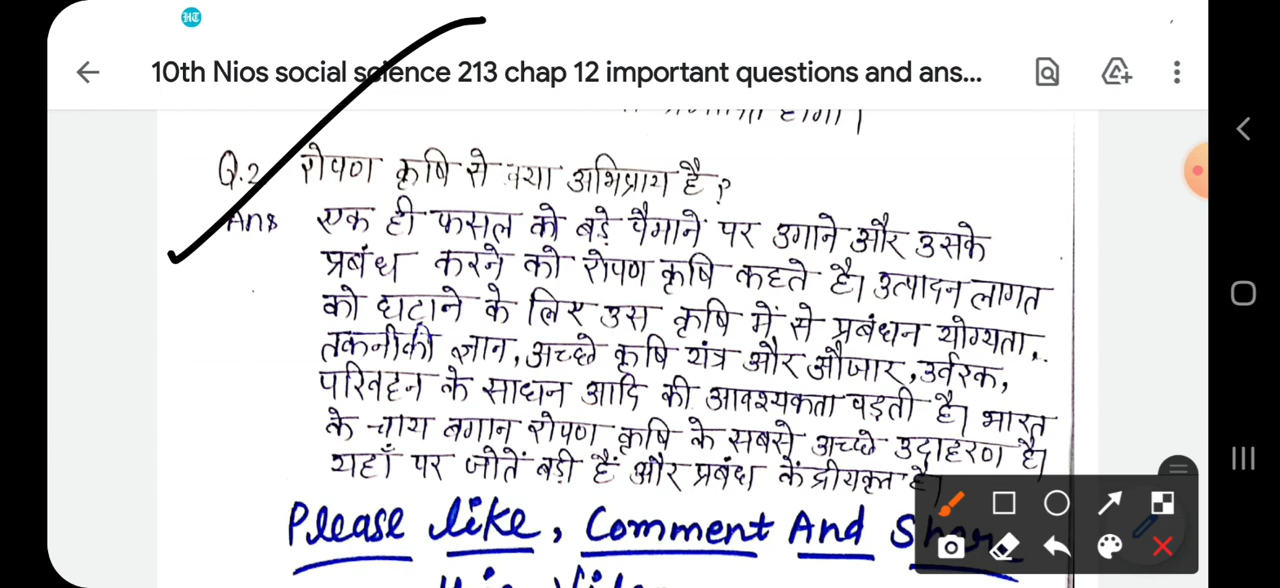 HT
10th Nios social science 213 chap 12 important questions and ans...
Q.2 रोपण कृषि से क्या अभिप्राय है?
Ans एक ही फसल को बड़े पैमाने पर उगाने और उसके
प्रबंध करने को रोपण कृषि कहते है। उत्पादन लागत
को घटाने के लिए उस कृषि में से प्रबंधन योग्यता,
तकनीकी ज्ञान, अच्छे कृषि यंत्र और औजार, उर्वरक,
परिवहन के साधन आदि की आवश्यकता पड़ती है। भारत
के चाय बगान रोपण कृषि के सबसे अच्छे उदाहरण है।
यहाँ पर जोतें बड़ी हैं और प्रबंध केंद्रीयकृत है।
Please like, Comment And Share